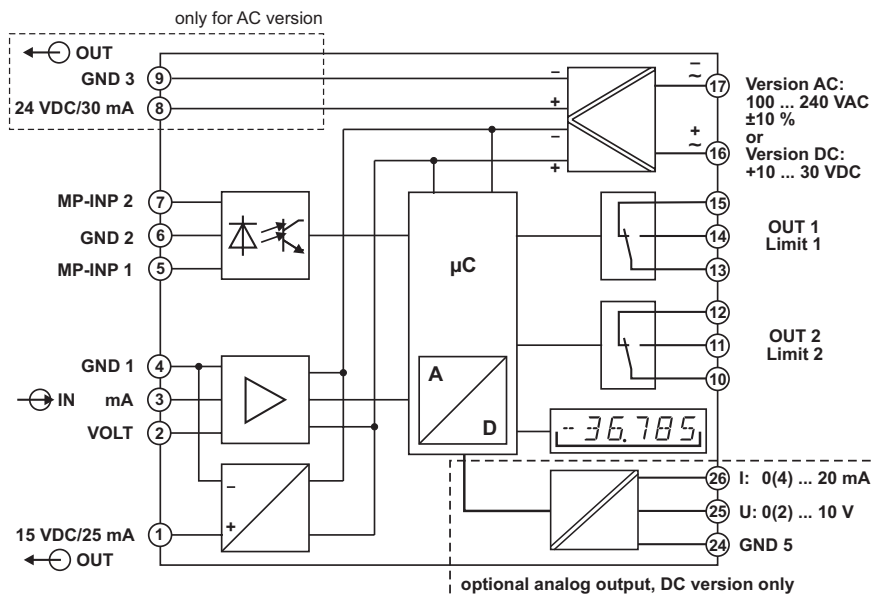 only for AC version
OUT
GND 3 9
24 VDC/30 mA 8
–
+
–
+
–
~
17
+
~
16
Version AC:
100 ... 240 VAC
±10 %
or
Version DC:
+10 ... 30 VDC
MP-INP 2 7
GND 2 6
MP-INP 1 5
µC
15
14
13
OUT 1
Limit 1
12
11
10
OUT 2
Limit 2
GND 1 4
IN mA 3
VOLT 2
A
D
-36.785
–
+
15 VDC/25 mA 1
OUT
26 I: 0(4) ... 20 mA
25 U: 0(2) ... 10 V
24 GND 5
optional analog output, DC version only